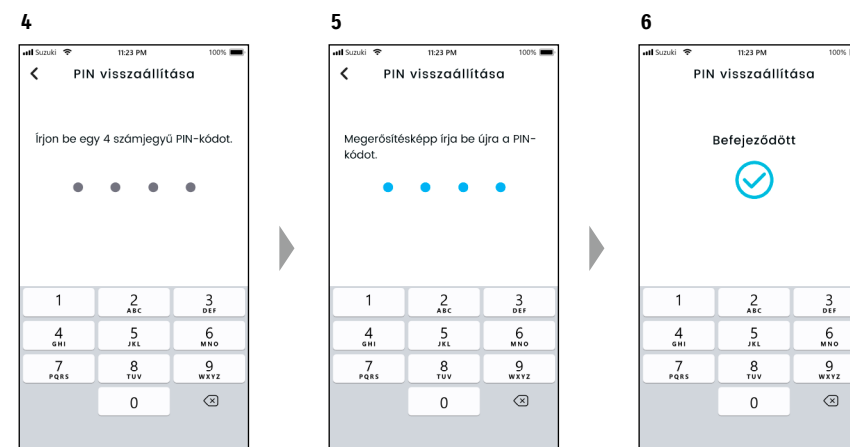 4
Suzuki 11:23 PM 100%
PIN visszaállítása
Írjon be egy 4 számjegyű PIN-kódot.
1
2 ABC
3 DEF
4 GHI
5 JKL
6 MNO
7 PQRS
8 TUV
9 WXYZ
0
5
Suzuki 11:23 PM 100%
PIN visszaállítása
Megerősítésképp írja be újra a PIN-
kódot.
1
2 ABC
3 DEF
4 GHI
5 JKL
6 MNO
7 PQRS
8 TUV
9 WXYZ
0
6
Suzuki 11:23 PM 100%
PIN visszaállítása
Befejeződött
1
2 ABC
3 DEF
4 GHI
5 JKL
6 MNO
7 PQRS
8 TUV
9 WXYZ
0